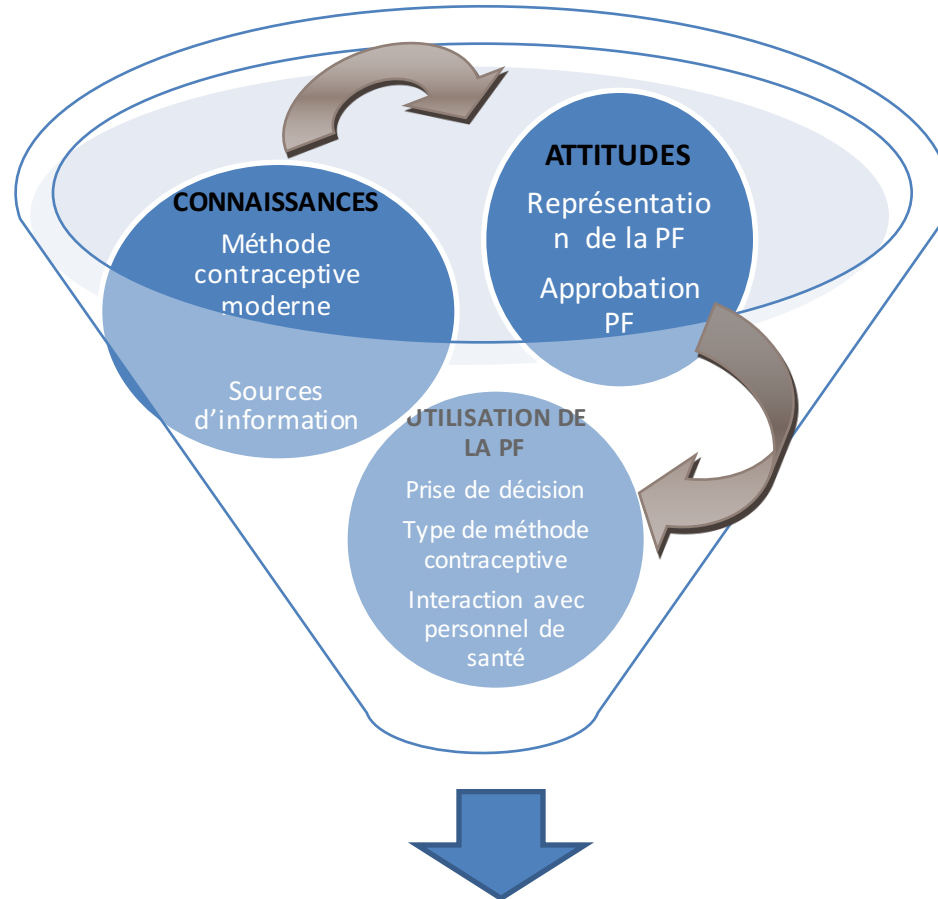 CONNAISSANCES
Méthode
contraceptive
moderne
Sources
d'information
ATTITUDES
Représentatio
n de la PF
Approbation
PF
UTILISATION DE
LA PF
Prise de décision
Type de méthode
contraceptive
Interaction avec
personnel de
santé